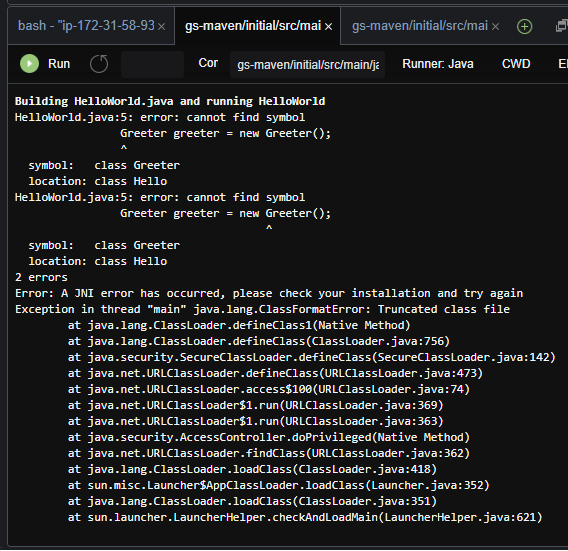 bash - "ip-172-31-58-93 ×
gs-maven/initial/src/mai ×
gs-maven/initial/src/mai ×
Run
Cor
gs-maven/initial/src/main/ja
Runner: Java
CWD
Building HelloWorld.java and running HelloWorld
HelloWorld.java:5: error: cannot find symbol
                Greeter greeter = new Greeter();
                ^
  symbol:   class Greeter
  location: class Hello
HelloWorld.java:5: error: cannot find symbol
                Greeter greeter = new Greeter();
                                      ^
  symbol:   class Greeter
  location: class Hello
2 errors
Error: A JNI error has occurred, please check your installation and try again
Exception in thread "main" java.lang.ClassFormatError: Truncated class file
        at java.lang.ClassLoader.defineClass1(Native Method)
        at java.lang.ClassLoader.defineClass(ClassLoader.java:756)
        at java.security.SecureClassLoader.defineClass(SecureClassLoader.java:142)
        at java.net.URLClassLoader.defineClass(URLClassLoader.java:473)
        at java.net.URLClassLoader.access$100(URLClassLoader.java:74)
        at java.net.URLClassLoader$1.run(URLClassLoader.java:369)
        at java.net.URLClassLoader$1.run(URLClassLoader.java:363)
        at java.security.AccessController.doPrivileged(Native Method)
        at java.net.URLClassLoader.findClass(URLClassLoader.java:362)
        at java.lang.ClassLoader.loadClass(ClassLoader.java:418)
        at sun.misc.Launcher$AppClassLoader.loadClass(Launcher.java:352)
        at java.lang.ClassLoader.loadClass(ClassLoader.java:351)
        at sun.launcher.LauncherHelper.checkAndLoadMain(LauncherHelper.java:621)